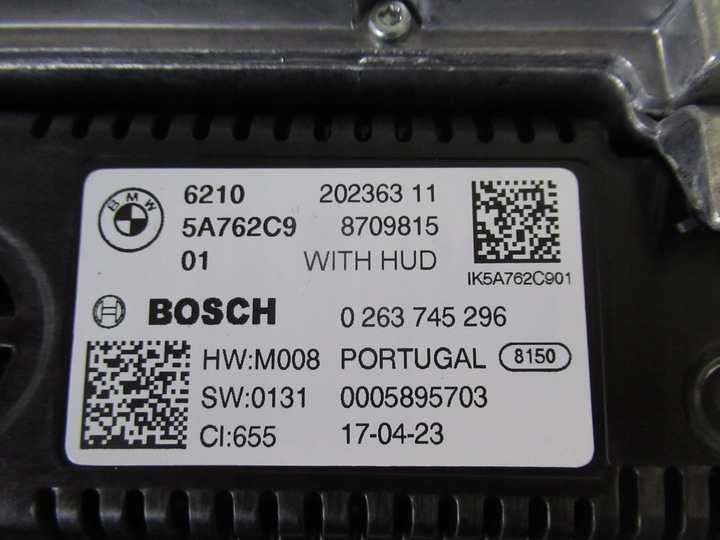 BMW
6210 202363 11
5A762C9 8709815
01 WITH HUD
IK5A762C901
BOSCH 0 263 745 296
HW:M008 PORTUGAL 8150
SW:0131 0005895703
CI:655 17-04-23